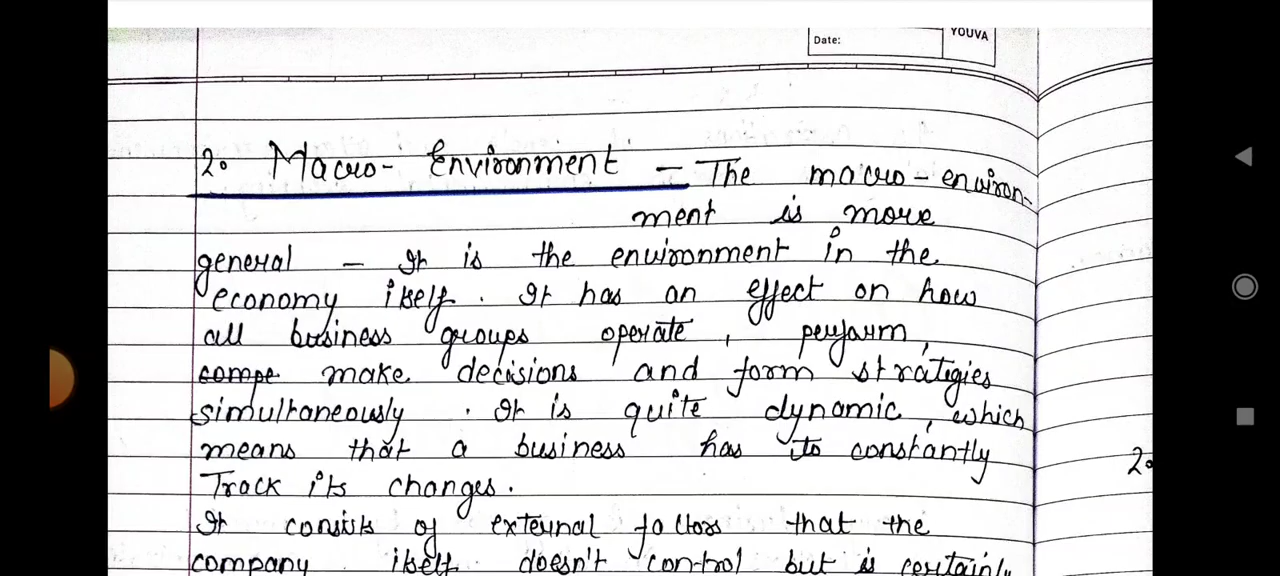 YOUVA
Date:
2. Macro- Environment - The macro-environ-
ment is more
general - It is the environment in the
economy itself. It has an effect on how
all business groups operate, perform,
compe make decisions and form stratigies
simultaneously. It is quite dynamic, which
means that a business has to constantly
Track its changes.
It consists of external factors that the
company itself doesn't control but is certainly
2.